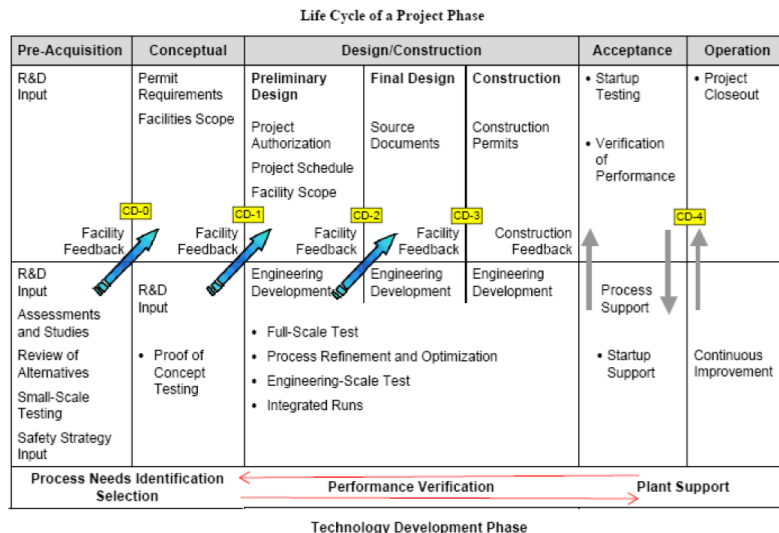 Life Cycle of a Project Phase
Pre-Acquisition
Conceptual
Design/Construction
Acceptance
Operation
R&D
Input
Permit
Requirements
Facilities Scope
Preliminary
Design
Project
Authorization
Project Schedule
Facility Scope
Final Design
Source
Documents
Construction
Construction
Permits
• Startup
Testing
• Verification
of
Performance
• Project
Closeout
CD-0
CD-1
CD-2
CD-3
CD-4
Facility
Feedback
Facility
Feedback
Facility
Feedback
Facility
Feedback
Construction
Feedback
R&D
Input
Assessments
and Studies
Review of
Alternatives
Small-Scale
Testing
Safety Strategy
Input
R&D
Input
• Proof of
Concept
Testing
Engineering
Development
Engineering
Development
Engineering
Development
• Full-Scale Test
• Process Refinement and Optimization
• Engineering-Scale Test
• Integrated Runs
Process
Support
• Startup
Support
Continuous
Improvement
Process Needs Identification
Selection
Performance Verification
Plant Support
Technology Development Phase